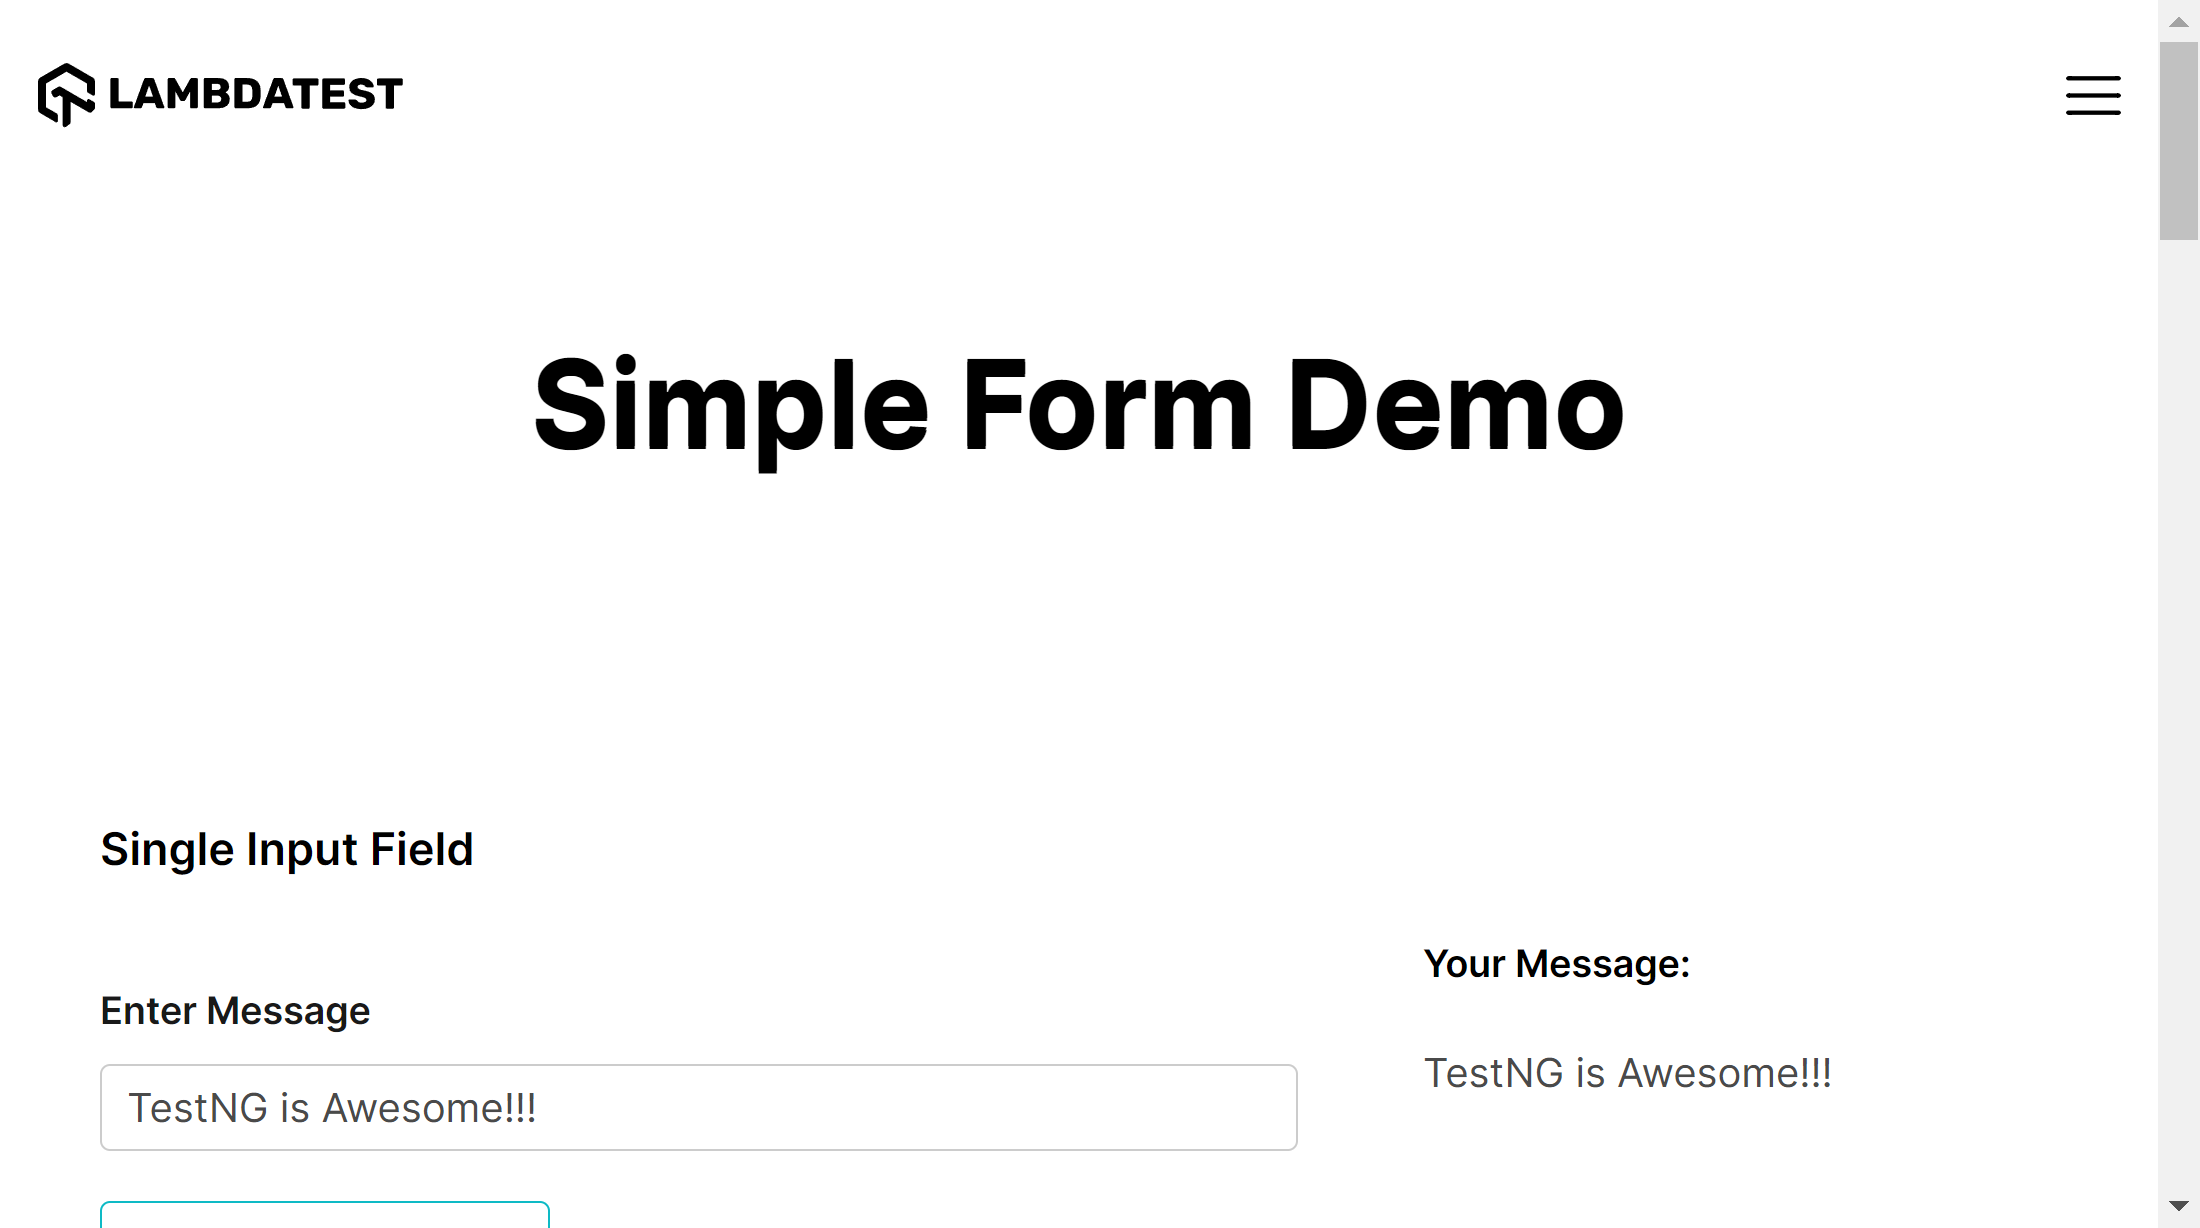 LAMBDATEST
Simple Form Demo
Single Input Field
Enter Message
TestNG is Awesome!!!
Your Message:
TestNG is Awesome!!!